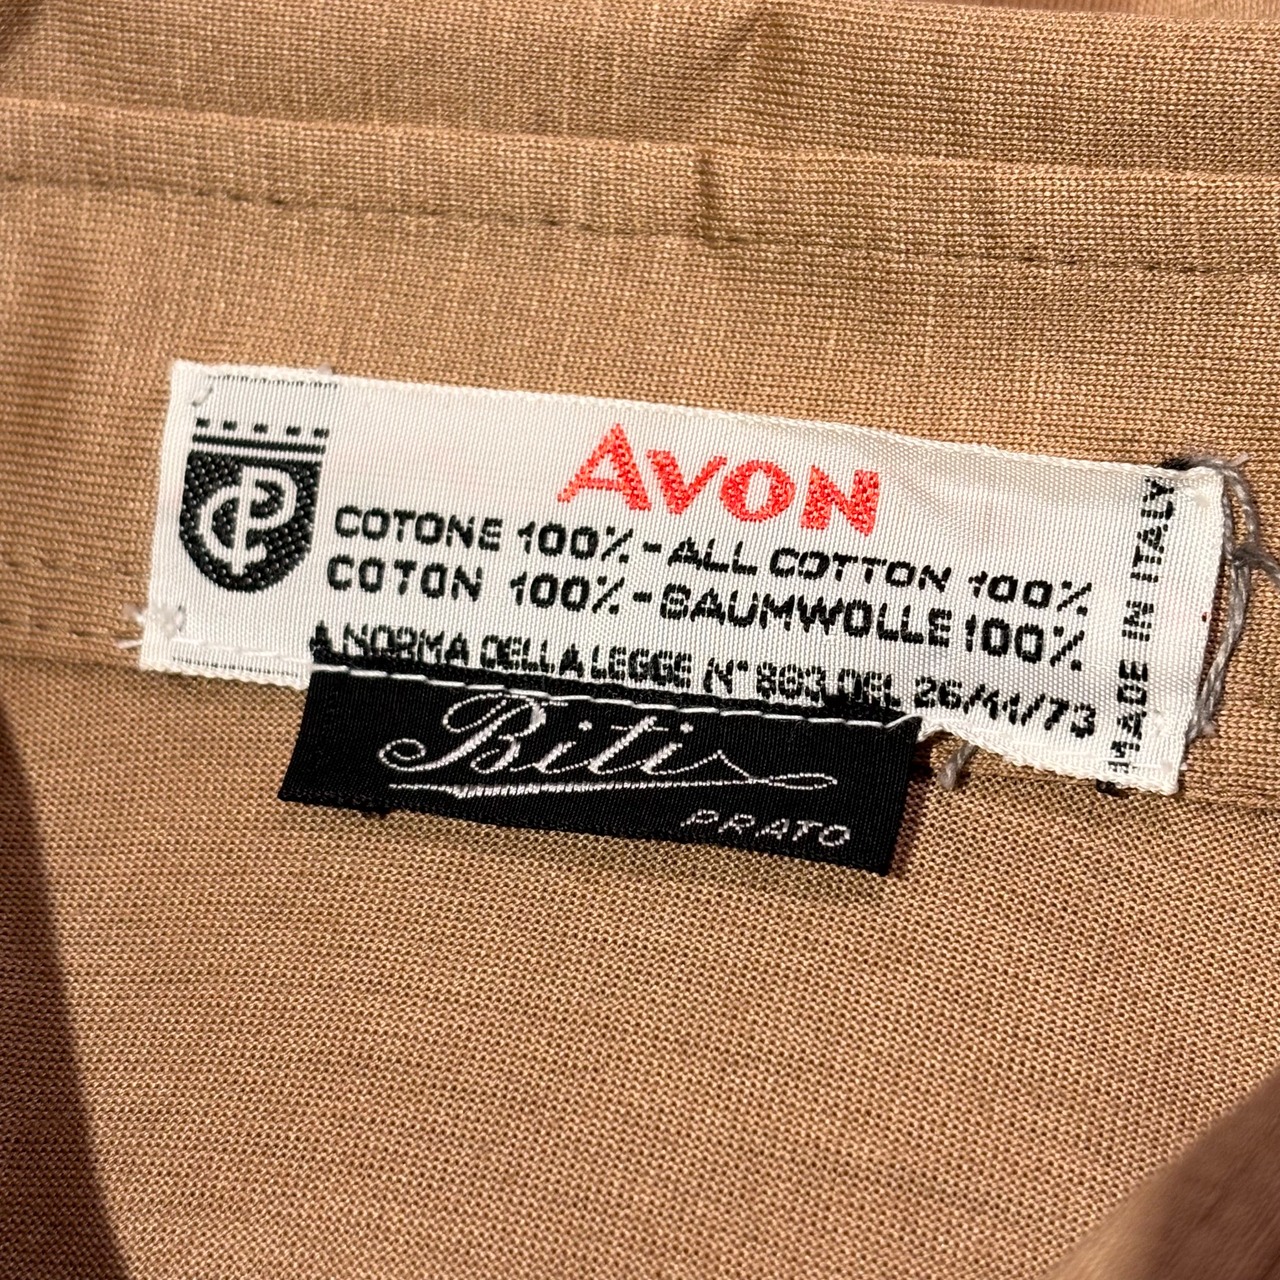 AVON
COTONE 100% - ALL COTTON 100%
COTON 100% - BAUMWOLLE 100%
A NORMA DELLA LEGGE N° 883 DEL 26/11/73
MADE IN ITALY
Biti
PRATO